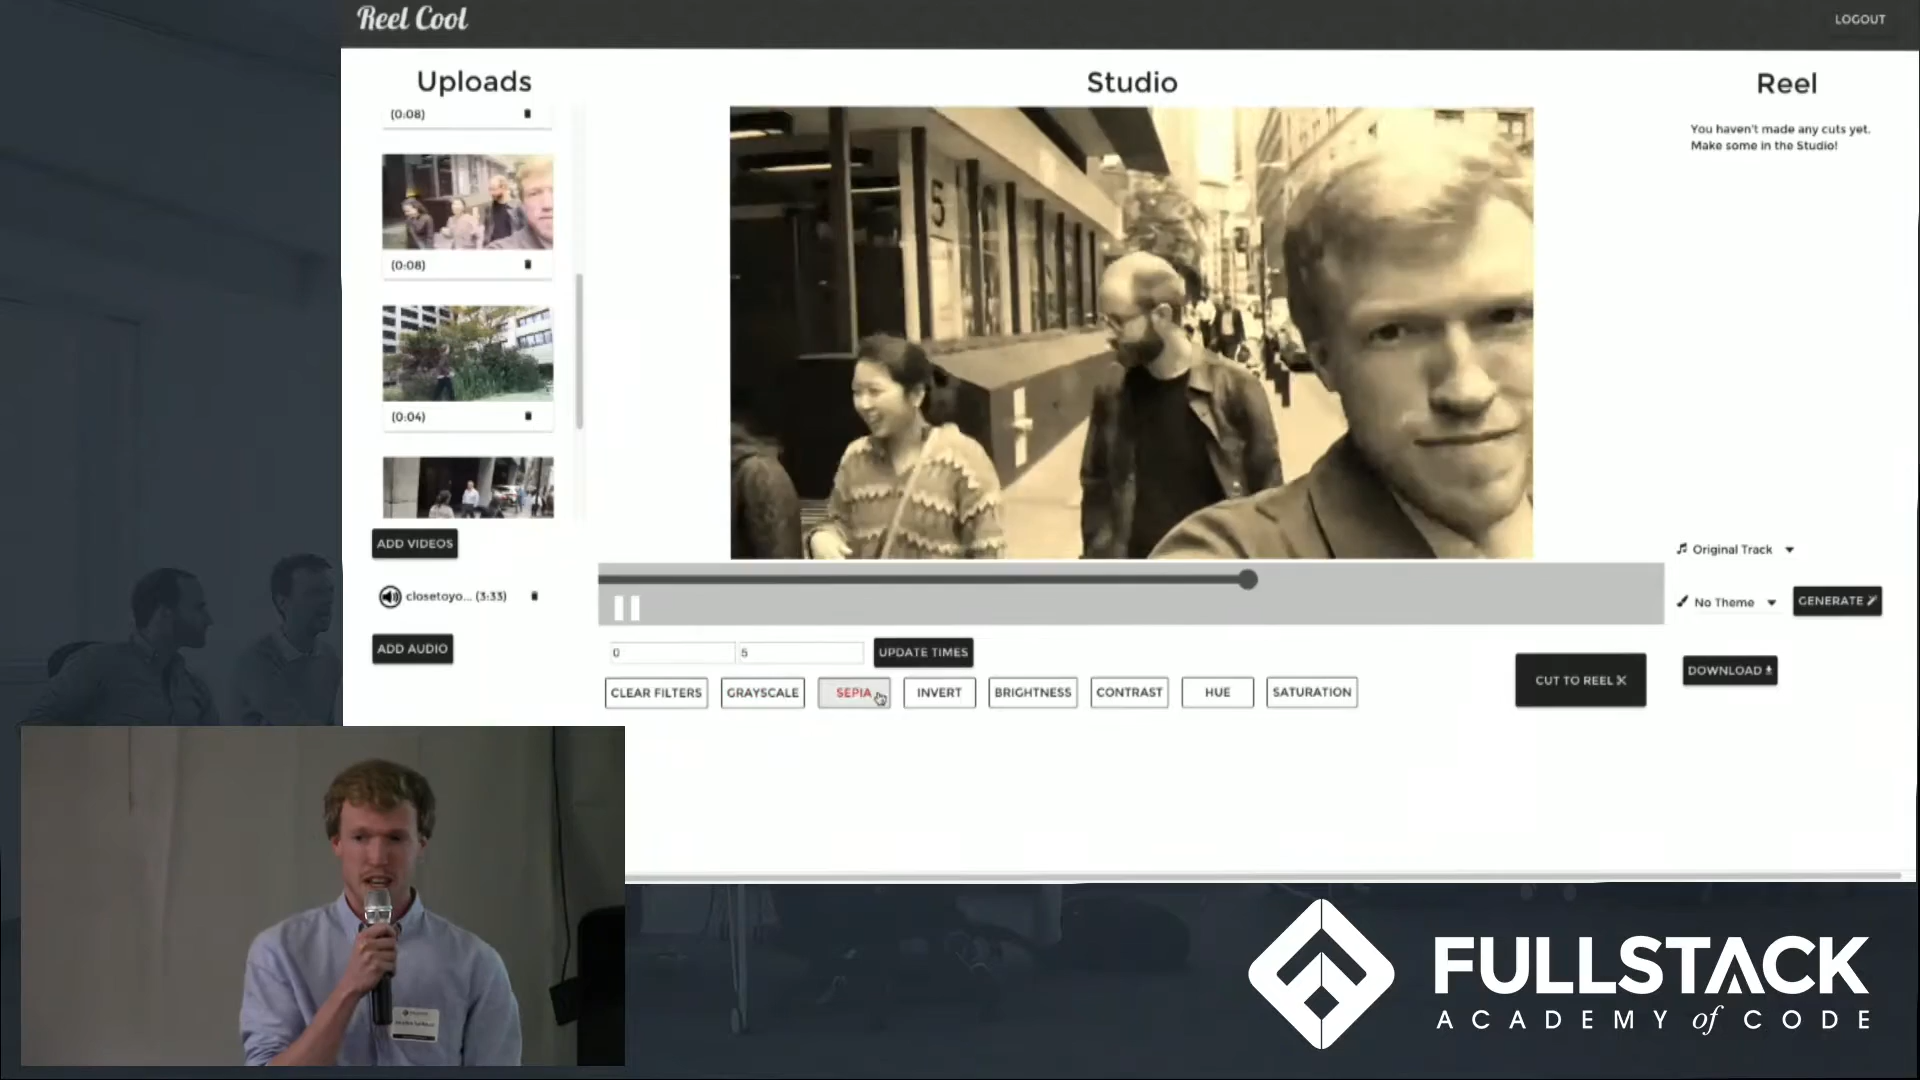 Reel Cool
LOGOUT
Uploads
Studio
Reel
(0:08)
You haven't made any cuts yet.
Make some in the Studio!
5
(0:08)
(0:04)
ADD VIDEOS
Original Track
closetoyo... (3:33)
No Theme
GENERATE
ADD AUDIO
0
5
UPDATE TIMES
DOWNLOAD
CUT TO REEL
CLEAR FILTERS
GRAYSCALE
SEPIA
INVERT
BRIGHTNESS
CONTRAST
HUE
SATURATION
FULLSTACK
ACADEMY of CODE